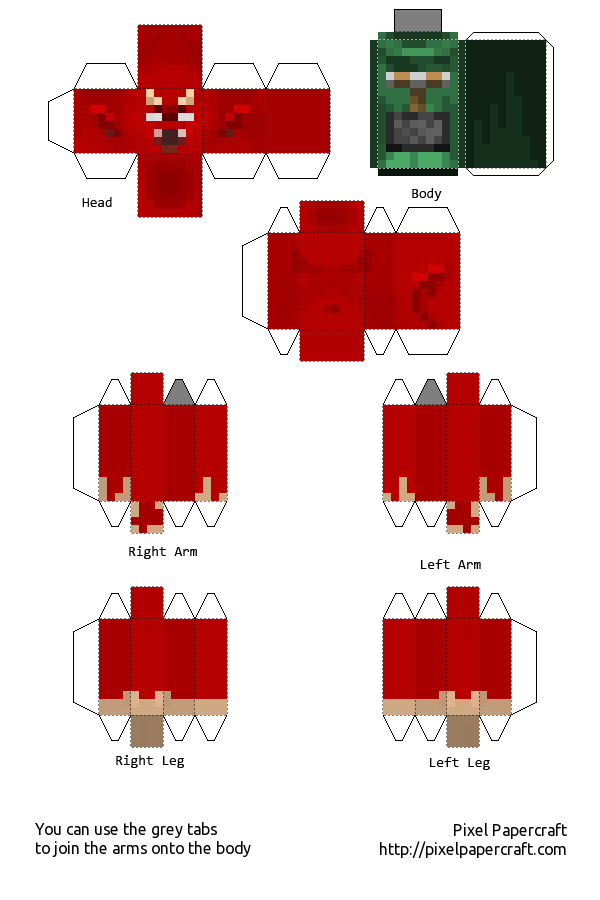 Head
Body
Right Arm
Left Arm
Right Leg
Left Leg
You can use the grey tabs
to join the arms onto the body
Pixel Papercraft
http://pixelpapercraft.com